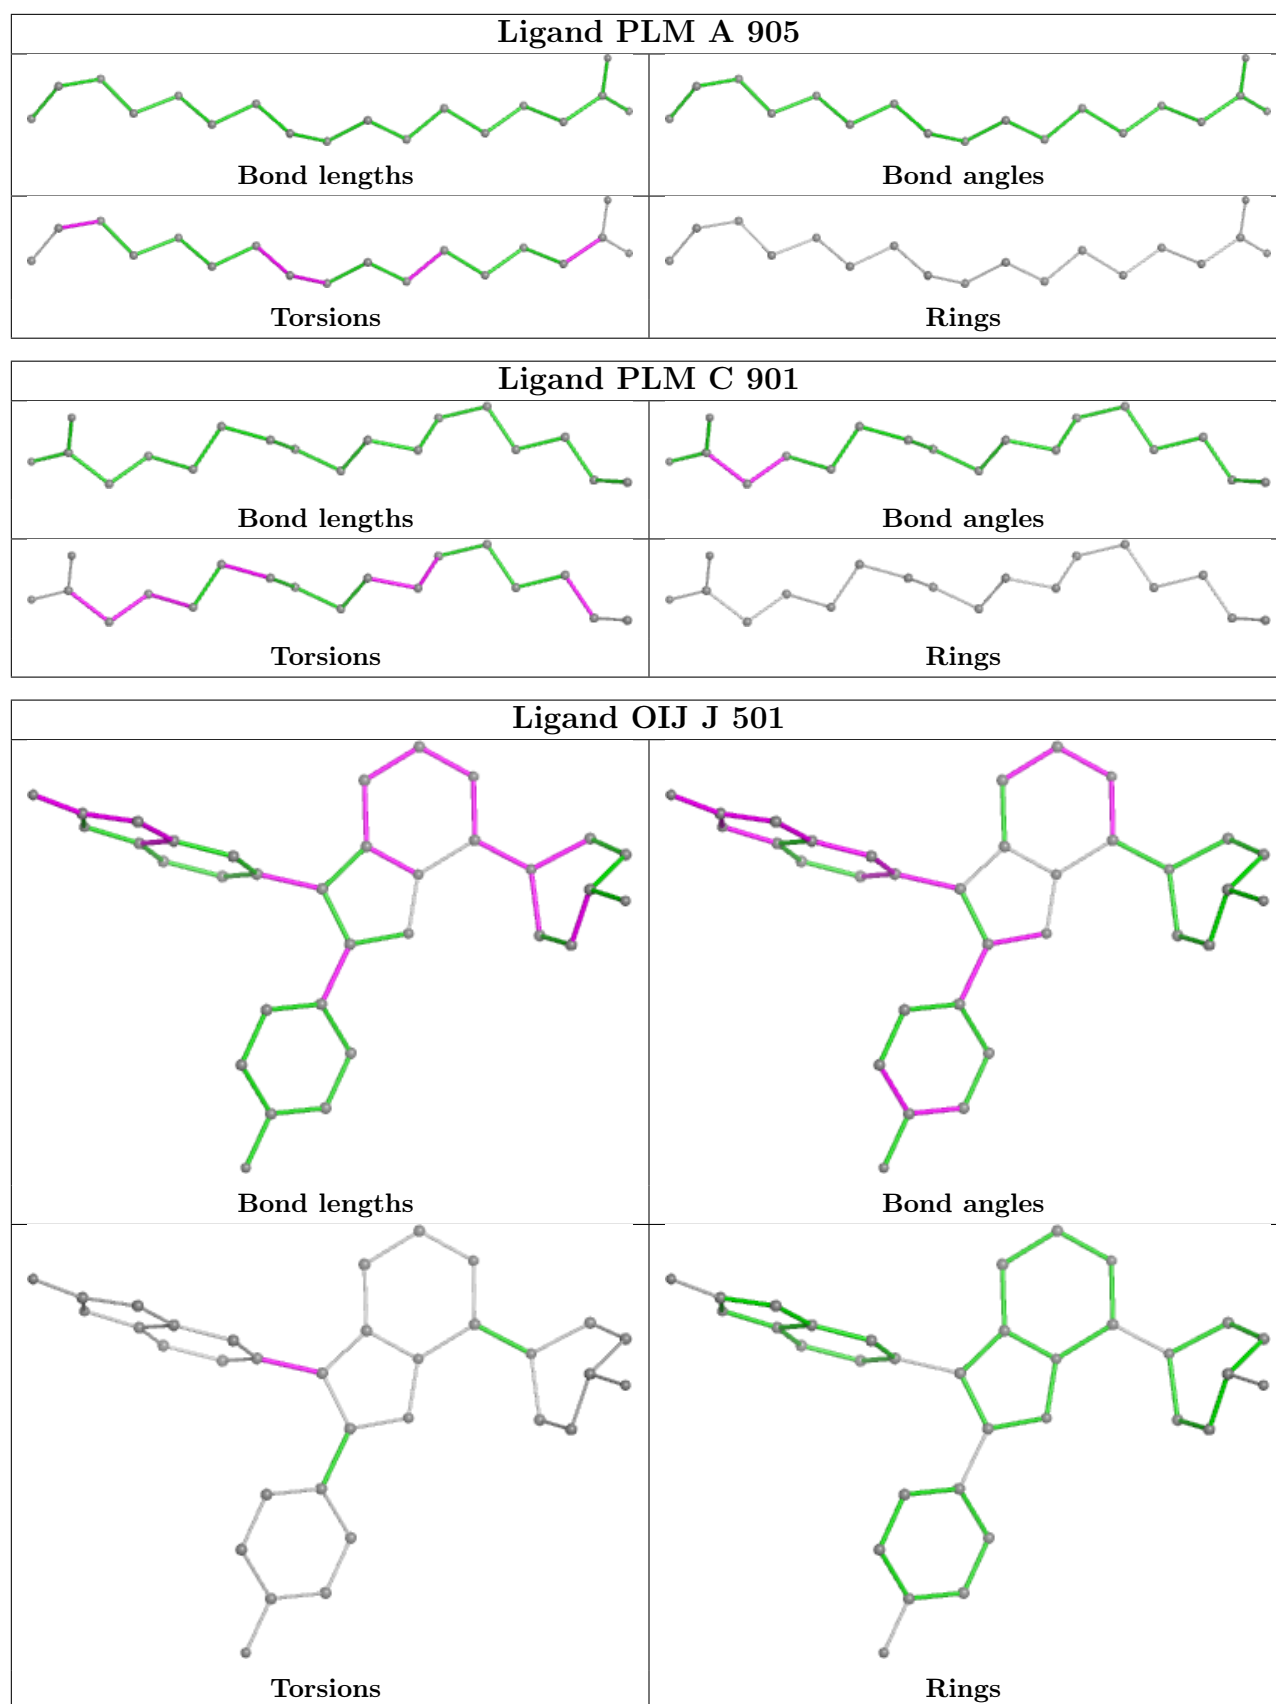 Ligand PLM A 905
Bond lengths
Bond angles
Torsions
Rings
Ligand PLM C 901
Bond lengths
Bond angles
Torsions
Rings
Ligand OIJ J 501
Bond lengths
Bond angles
Torsions
Rings